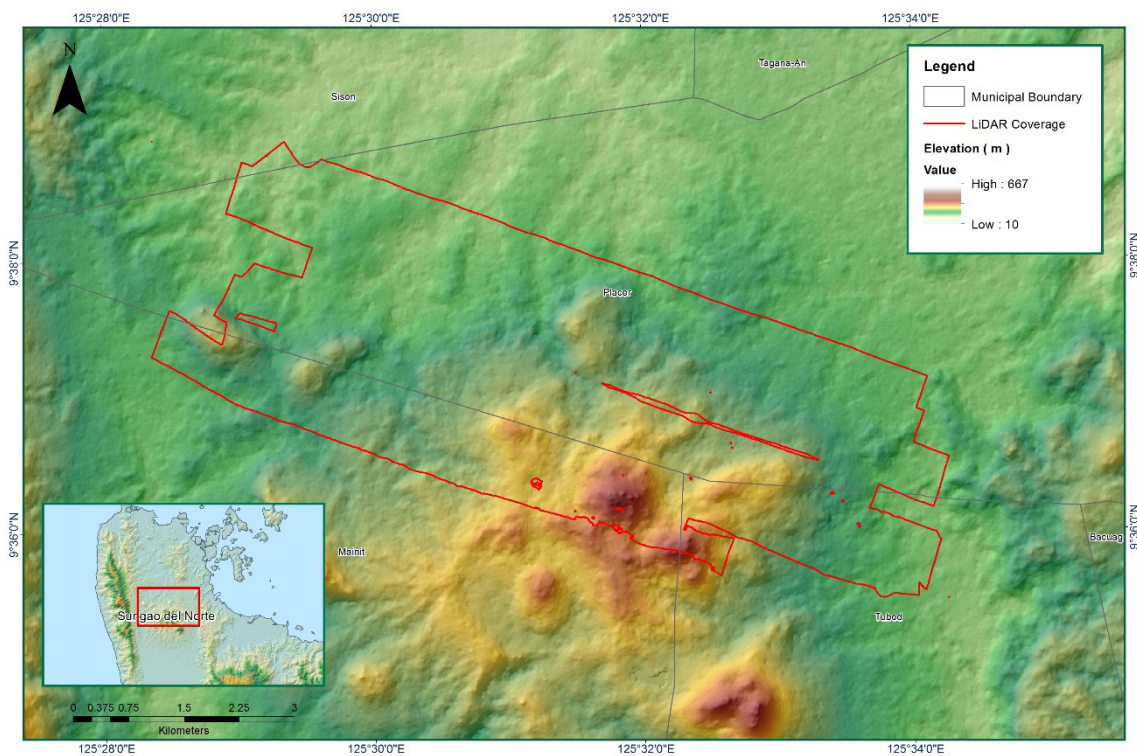 125°28'0"E 125°30'0"E 125°32'0"E 125°34'0"E
N
Sison
Tagana-An
Legend
Municipal Boundary
LiDAR Coverage
Elevation ( m )
Value
High : 667
Low : 10
9°38'0"N
9°38'0"N
Placer
9°36'0"N
9°36'0"N
Mainit
Bacuag
Tubod
Surigao del Norte
0 0.375 0.75 1.5 2.25 3
Kilometers
125°28'0"E 125°30'0"E 125°32'0"E 125°34'0"E